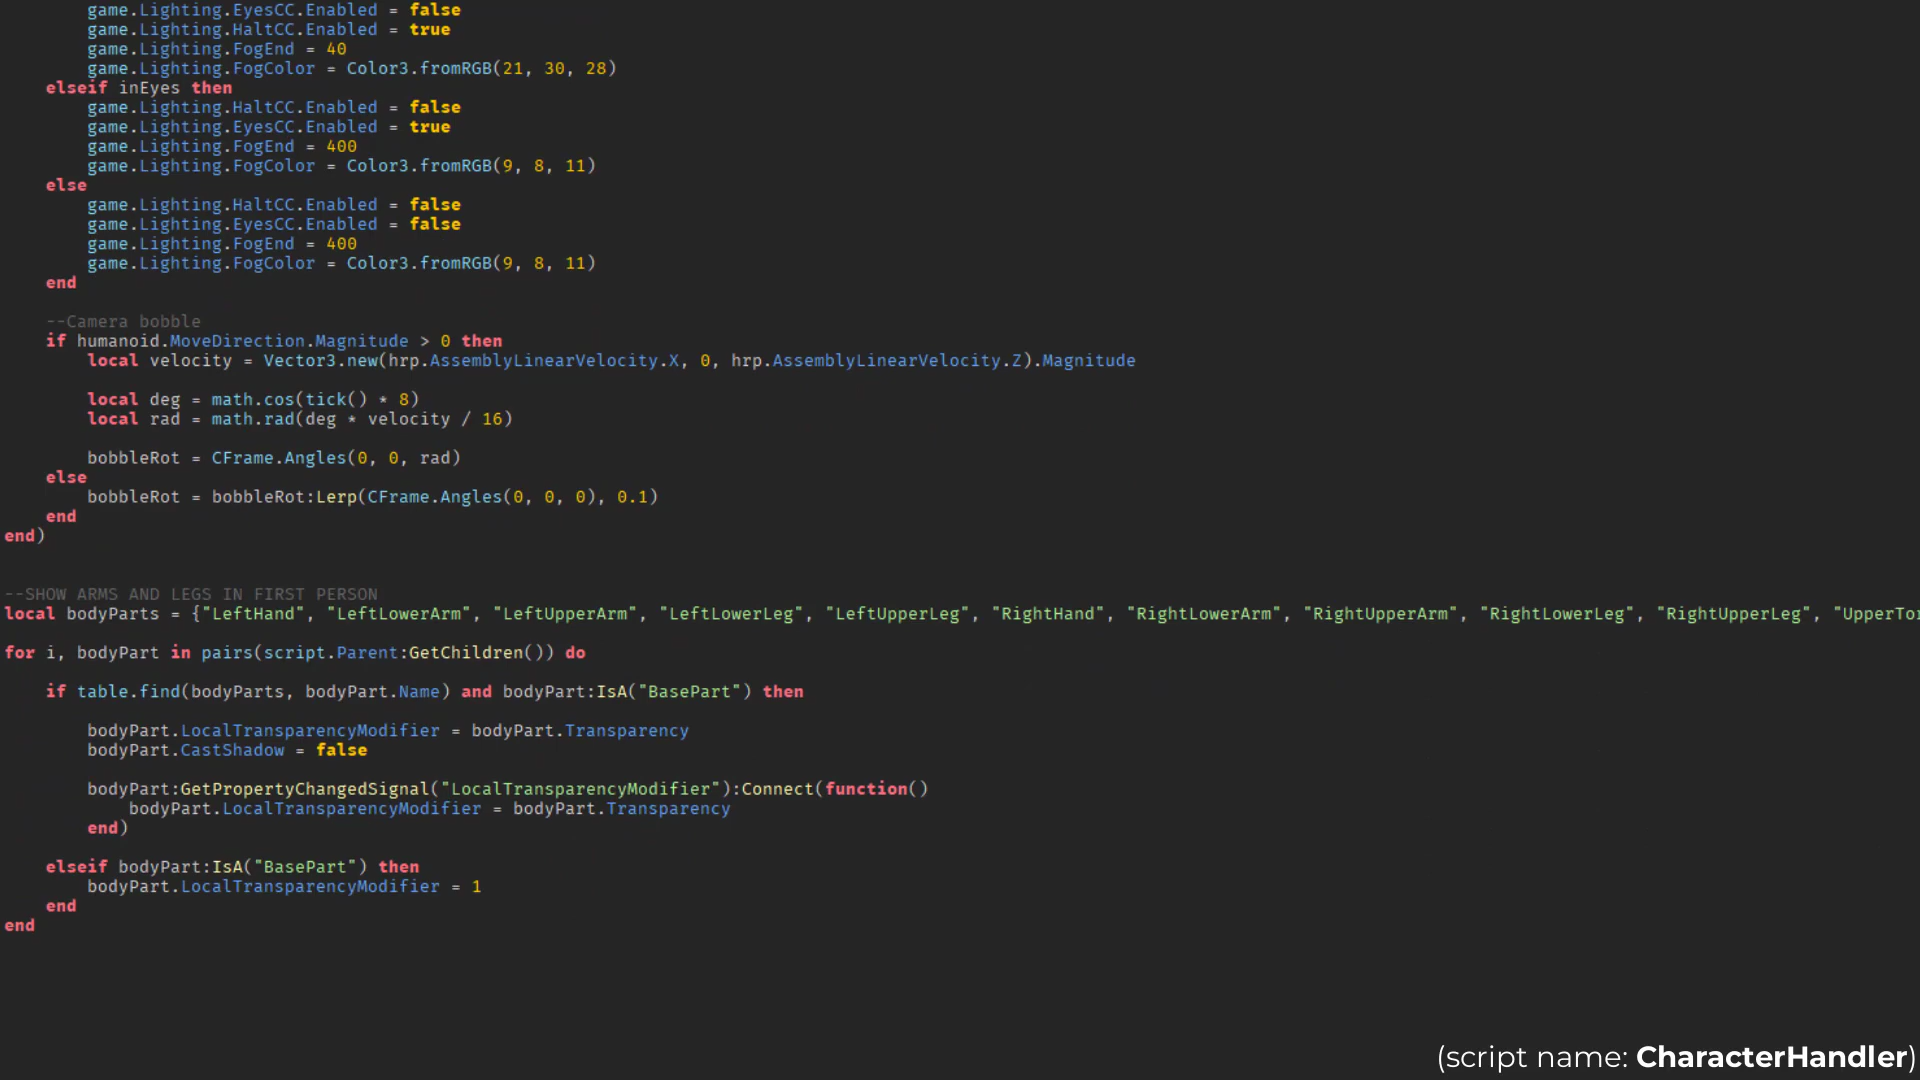 game.Lighting.EyesCC.Enabled = false
game.Lighting.HaltCC.Enabled = true
game.Lighting.FogEnd = 40
game.Lighting.FogColor = Color3.fromRGB(21, 30, 28)
elseif inEyes then
game.Lighting.HaltCC.Enabled = false
game.Lighting.EyesCC.Enabled = true
game.Lighting.FogEnd = 400
game.Lighting.FogColor = Color3.fromRGB(9, 8, 11)
else
game.Lighting.HaltCC.Enabled = false
game.Lighting.EyesCC.Enabled = false
game.Lighting.FogEnd = 400
game.Lighting.FogColor = Color3.fromRGB(9, 8, 11)
end
--Camera bobble
if humanoid.MoveDirection.Magnitude > 0 then
local velocity = Vector3.new(hrp.AssemblyLinearVelocity.X, 0, hrp.AssemblyLinearVelocity.Z).Magnitude
local deg = math.cos(tick() * 8)
local rad = math.rad(deg * velocity / 16)
bobbleRot = CFrame.Angles(0, 0, rad)
else
bobbleRot = bobbleRot:Lerp(CFrame.Angles(0, 0, 0), 0.1)
end
end)
--SHOW ARMS AND LEGS IN FIRST PERSON
local bodyParts = {"LeftHand", "LeftLowerArm", "LeftUpperArm", "LeftLowerLeg", "LeftUpperLeg", "RightHand", "RightLowerArm", "RightUpperArm", "RightLowerLeg", "RightUpperLeg", "UpperTor
for i, bodyPart in pairs(script.Parent:GetChildren()) do
if table.find(bodyParts, bodyPart.Name) and bodyPart:IsA("BasePart") then
bodyPart.LocalTransparencyModifier = bodyPart.Transparency
bodyPart.CastShadow = false
bodyPart:GetPropertyChangedSignal("LocalTransparencyModifier"):Connect(function()
bodyPart.LocalTransparencyModifier = bodyPart.Transparency
end)
elseif bodyPart:IsA("BasePart") then
bodyPart.LocalTransparencyModifier = 1
end
end
(script name: CharacterHandler)